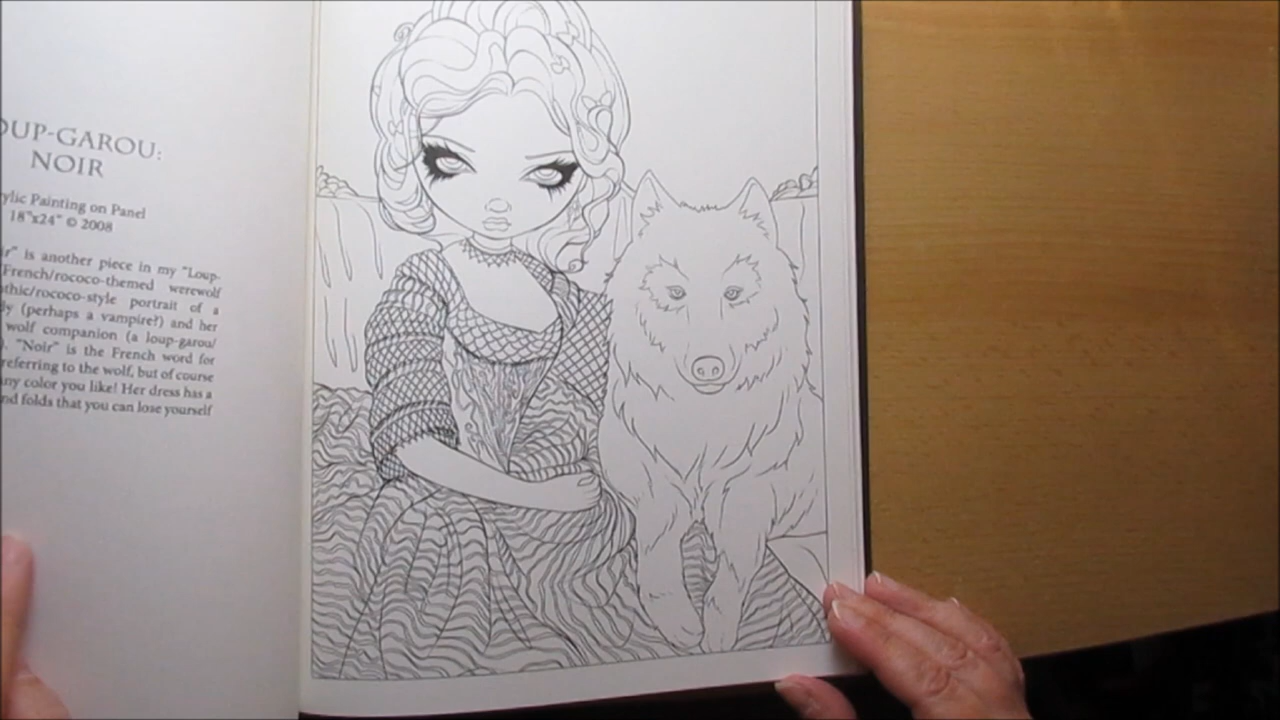 OUP-GAROU:
NOIR
ylic Painting on Panel
18"x24" © 2008
ir" is another piece in my "Loup-
French/rococo-themed werewolf
othic/rococo-style portrait of a
dy (perhaps a vampire?) and her
wolf companion (a loup-garou/
). "Noir" is the French word for
referring to the wolf, but of course
ny color you like! Her dress has a
nd folds that you can lose yourself